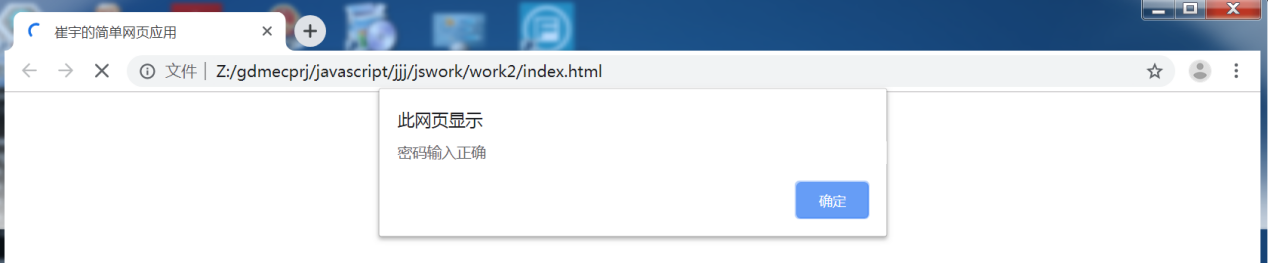 崔宇的简单网页应用
文件 | Z:/gdmecprj/javascript/jjj/jswork/work2/index.html
此网页显示
密码输入正确
确定